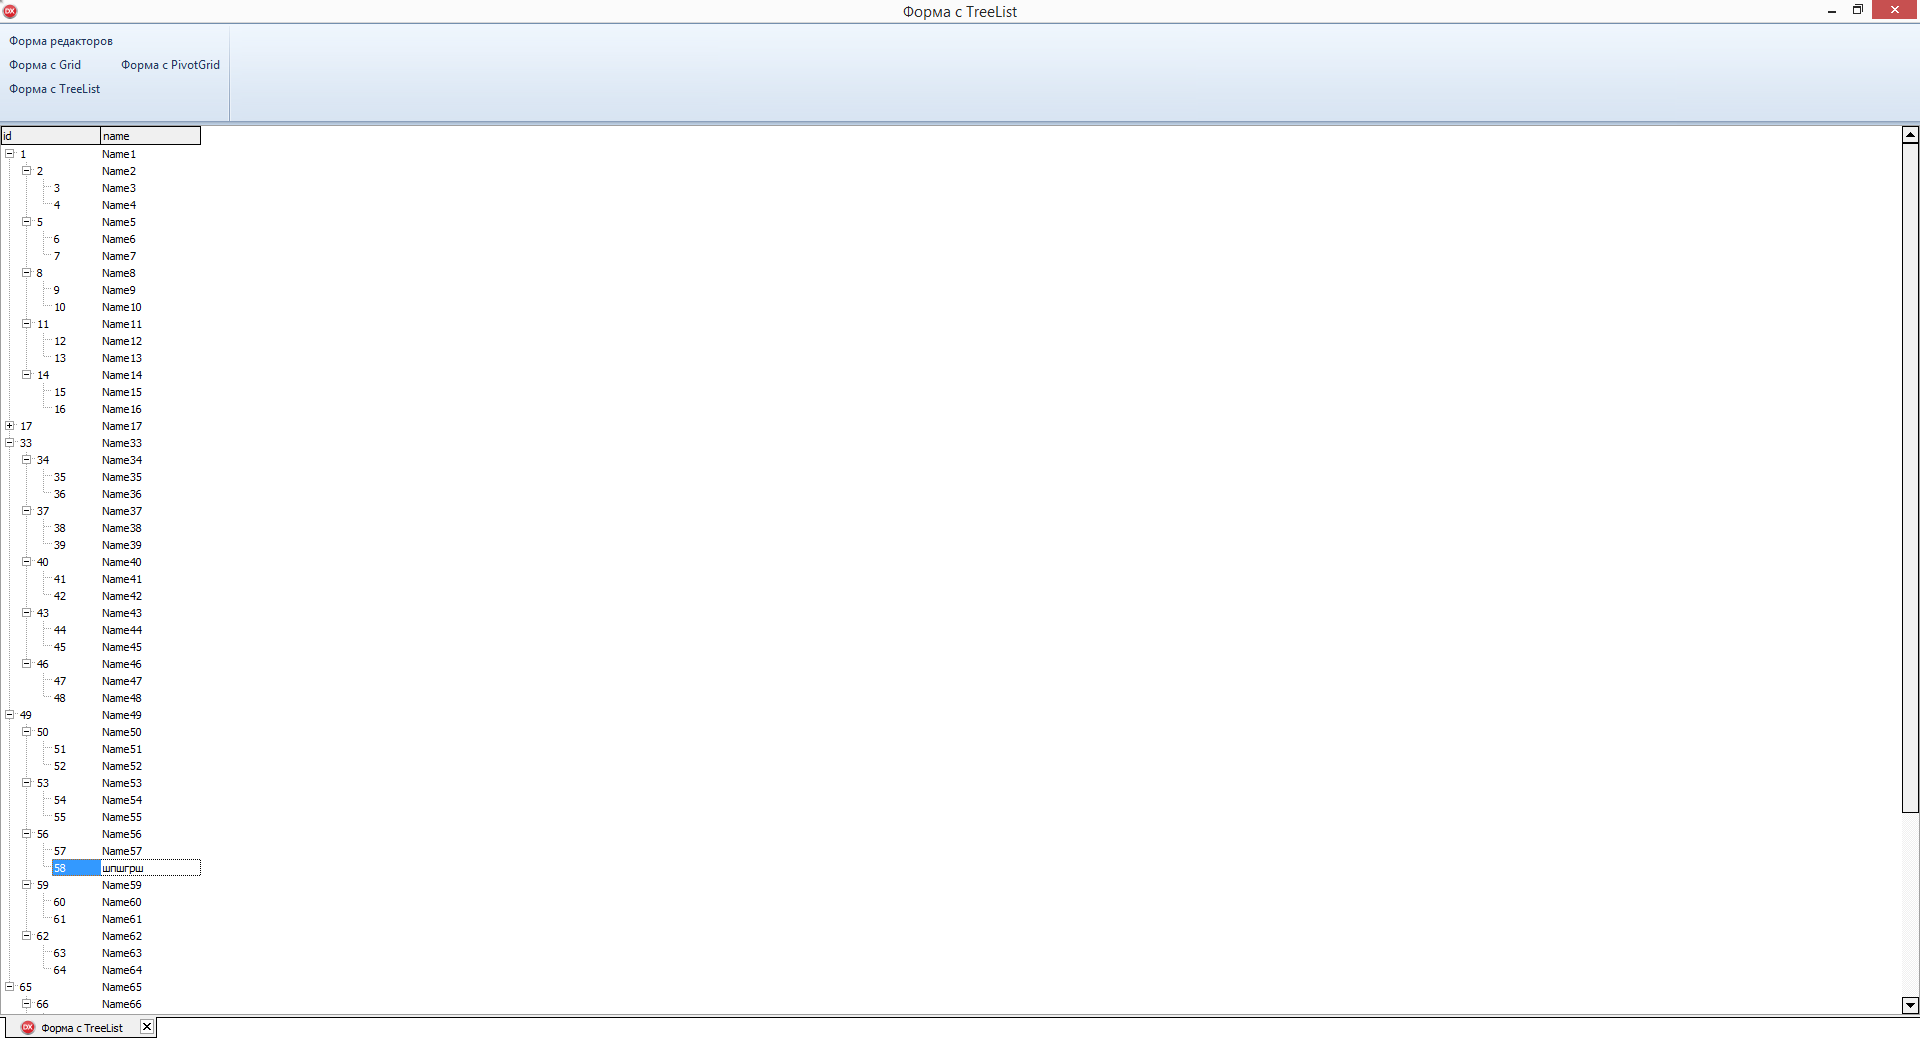 DX Форма с TreeList
Форма редакторов
Форма с Grid Форма с PivotGrid
Форма с TreeList
id name
1 Name1
2 Name2
3 Name3
4 Name4
5 Name5
6 Name6
7 Name7
8 Name8
9 Name9
10 Name10
11 Name11
12 Name12
13 Name13
14 Name14
15 Name15
16 Name16
17 Name17
33 Name33
34 Name34
35 Name35
36 Name36
37 Name37
38 Name38
39 Name39
40 Name40
41 Name41
42 Name42
43 Name43
44 Name44
45 Name45
46 Name46
47 Name47
48 Name48
49 Name49
50 Name50
51 Name51
52 Name52
53 Name53
54 Name54
55 Name55
56 Name56
57 Name57
58 шпшгрш
59 Name59
60 Name60
61 Name61
62 Name62
63 Name63
64 Name64
65 Name65
66 Name66
DX Форма с TreeList